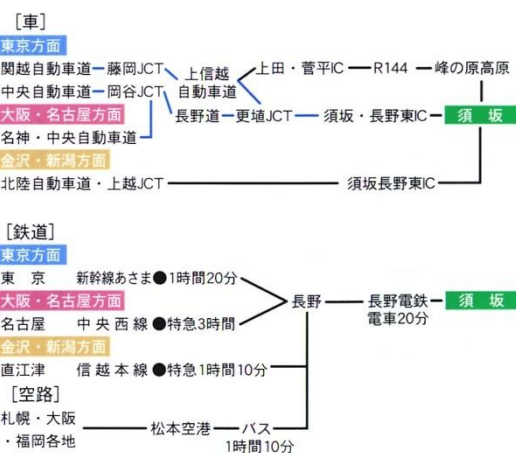 [車]
東京方面
関越自動車道 藤岡JCT 上信越 上田・菅平IC R144 峰の原高原
中央自動車道 岡谷JCT 自動車道
大阪・名古屋方面 長野道 更埴JCT 須坂・長野東IC 須坂
名神・中央自動車道
金沢・新潟方面
北陸自動車道・上越JCT 須坂長野東IC
[鉄道]
東京方面
東京 新幹線あさま●1時間20分
大阪・名古屋方面 長野 長野電鉄 須坂
名古屋 中央西線●特急3時間 電車20分
金沢・新潟方面
直江津 信越本線●特急1時間10分
[空路]
札幌・大阪
・福岡各地 松本空港 バス
1時間10分